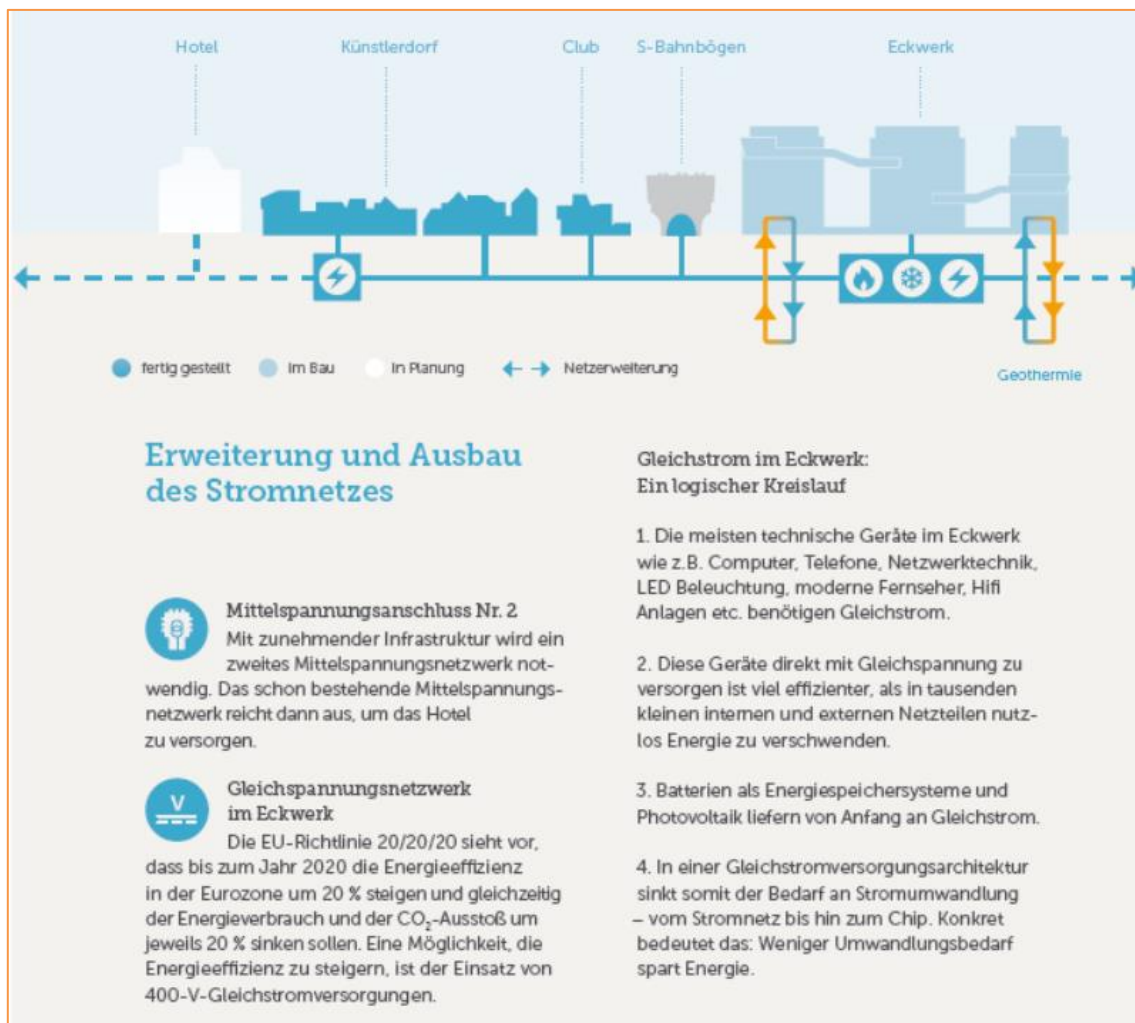 Hotel
Künstlerdorf
Club
S-Bahnbögen
Eckwerk
fertig gestellt
Im Bau
In Planung
Netzerweiterung
Geothermie
Erweiterung und Ausbau
des Stromnetzes
Mittelspannungsanschluss Nr. 2
Mit zunehmender Infrastruktur wird ein
zweites Mittelspannungsnetzwerk not-
wendig. Das schon bestehende Mittelspannungs-
netzwerk reicht dann aus, um das Hotel
zu versorgen.
V
Gleichspannungsnetzwerk
im Eckwerk
Die EU-Richtlinie 20/20/20 sieht vor,
dass bis zum Jahr 2020 die Energieeffizienz
in der Eurozone um 20 % steigen und gleichzeitig
der Energieverbrauch und der CO₂-Ausstoß um
jeweils 20 % sinken sollen. Eine Möglichkeit, die
Energieeffizienz zu steigern, ist der Einsatz von
400-V-Gleichstromversorgungen.
Gleichstrom im Eckwerk:
Ein logischer Kreislauf
1. Die meisten technische Geräte im Eckwerk
wie z.B. Computer, Telefone, Netzwerktechnik,
LED Beleuchtung, moderne Fernseher, Hifi
Anlagen etc. benötigen Gleichstrom.
2. Diese Geräte direkt mit Gleichspannung zu
versorgen ist viel effizienter, als in tausenden
kleinen internen und externen Netzteilen nutz-
los Energie zu verschwenden.
3. Batterien als Energiespeichersysteme und
Photovoltaik liefern von Anfang an Gleichstrom.
4. In einer Gleichstromversorgungsarchitektur
sinkt somit der Bedarf an Stromumwandlung
– vom Stromnetz bis hin zum Chip. Konkret
bedeutet das: Weniger Umwandlungsbedarf
spart Energie.